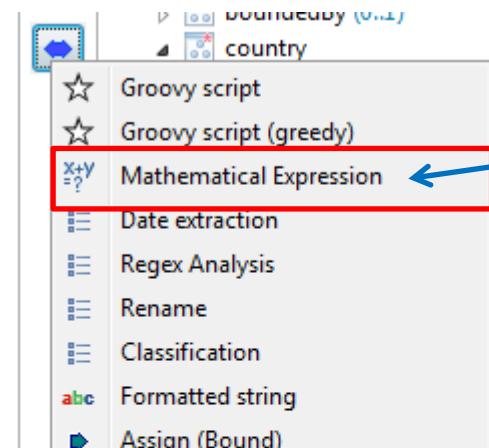 boundedBy (0..1)
country
Groovy script
Groovy script (greedy)
x+y
=?
Mathematical Expression
Date extraction
Regex Analysis
Rename
Classification
abc Formatted string
Assign (Bound)